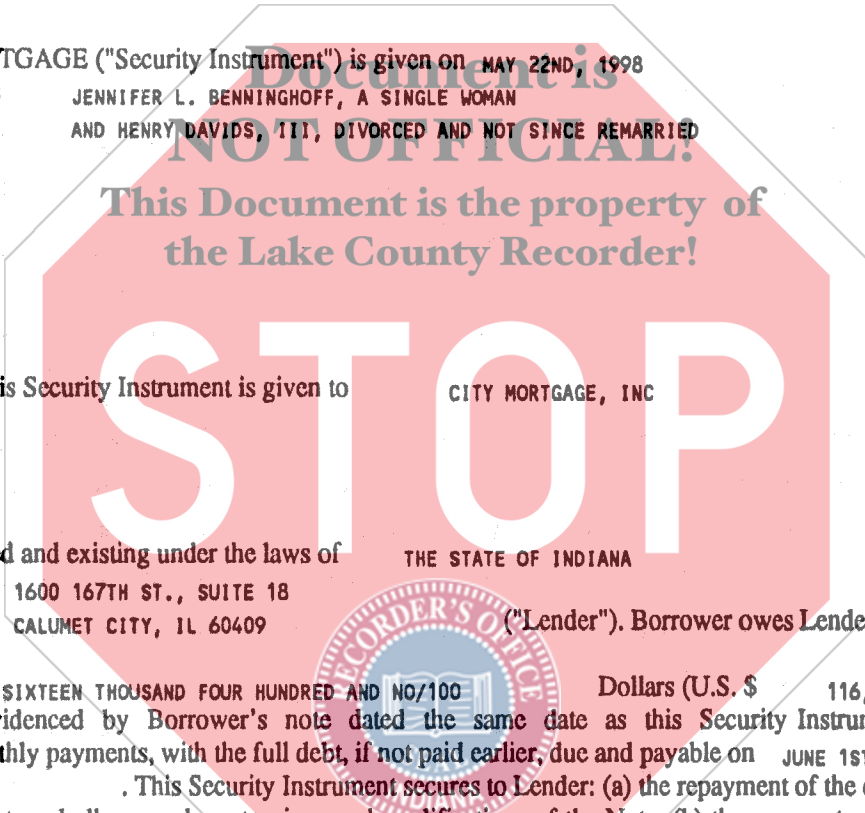 TGAGE ("Security Instrument") is given on MAY 22ND, 1998
Document is
JENNIFER L. BENNINGHOFF, A SINGLE WOMAN
AND HENRY DAVIDS, III, DIVORCED AND NOT SINCE REMARRIED
NOT OFFICIAL!
This Document is the property of
the Lake County Recorder!
STOP
is Security Instrument is given to CITY MORTGAGE, INC
d and existing under the laws of THE STATE OF INDIANA
1600 167TH ST., SUITE 18
CALUMET CITY, IL 60409 ("Lender"). Borrower owes Lende
RECORDER'S OFFICE
SIXTEEN THOUSAND FOUR HUNDRED AND NO/100 Dollars (U.S. $ 116,
idenced by Borrower's note dated the same date as this Security Instrum
thly payments, with the full debt, if not paid earlier, due and payable on JUNE 1ST
SEAL
. This Security Instrument secures to Lender: (a) the repayment of the
INDIANA